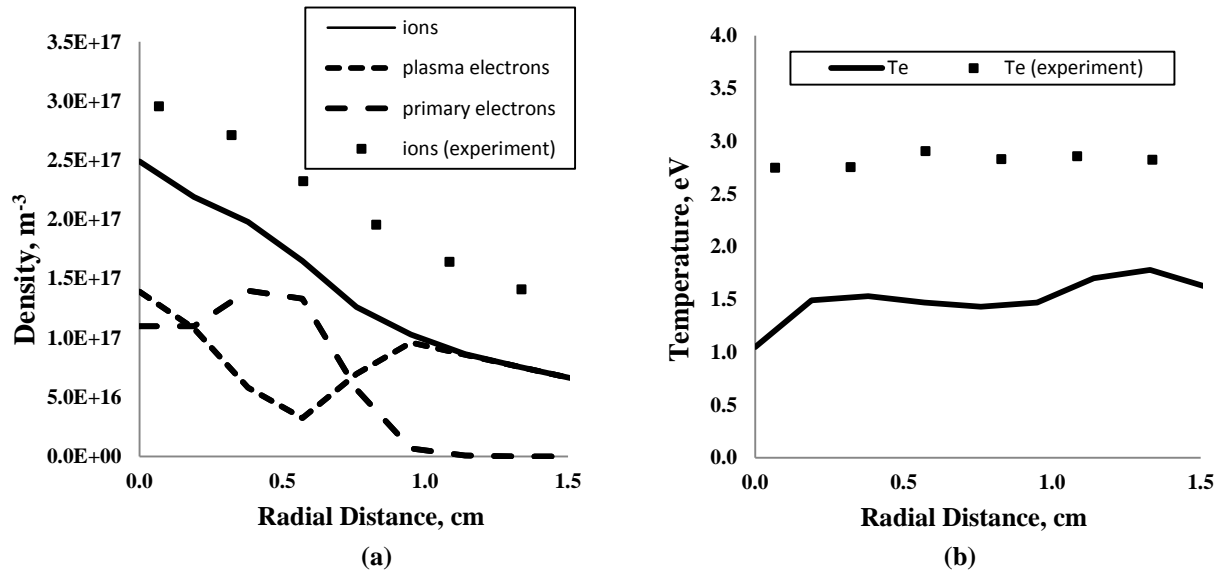 3.5E+17
3.0E+17
2.5E+17
2.0E+17
1.5E+17
1.0E+17
5.0E+16
0.0E+00
Density, m-3
ions
plasma electrons
primary electrons
ions (experiment)
0.0 0.5 1.0 1.5
Radial Distance, cm
(a)
4.0
3.5
3.0
2.5
2.0
1.5
1.0
0.5
0.0
Temperature, eV
Te Te (experiment)
0.0 0.5 1.0 1.5
Radial Distance, cm
(b)